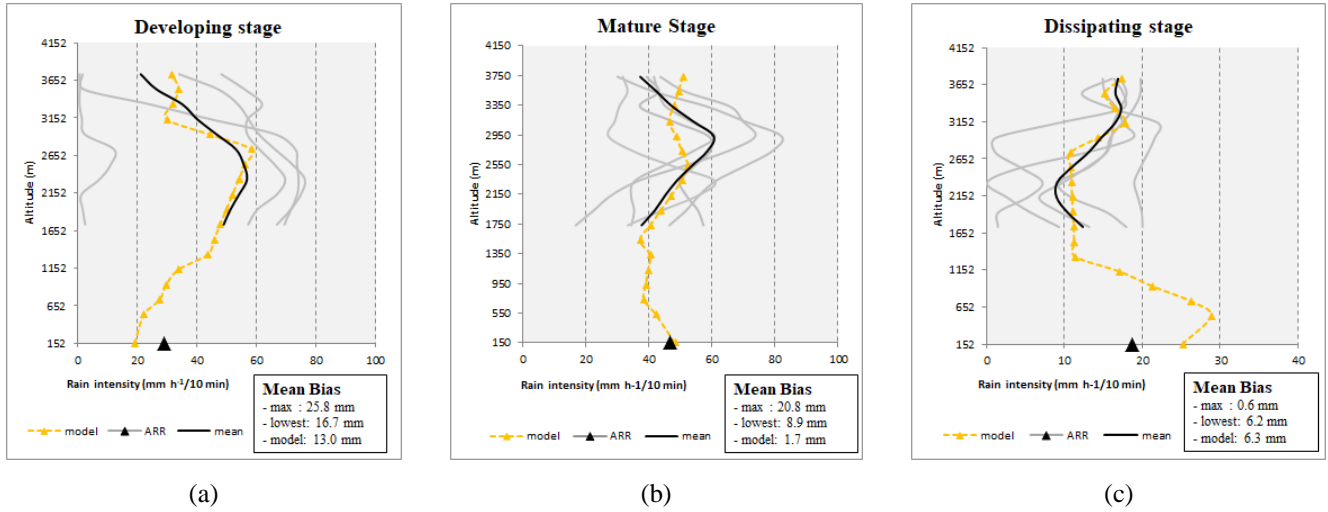 Developing stage
4152
3652
3152
2652
2152
1652
1152
652
152
Altitude (m)
0 20 40 60 80 100
Rain intensity (mm h-1/10 min)
model ARR mean
Mean Bias
- max : 25.8 mm
- lowest: 16.7 mm
- model: 13.0 mm
(a)
Mature Stage
4150
3750
3350
2950
2550
2150
1750
1350
950
550
150
Altitude (m)
0 20 40 60 80 100
Rain intensity (mm h-1/10 min)
model ARR mean
Mean Bias
- max : 20.8 mm
- lowest: 8.9 mm
- model: 1.7 mm
(b)
Dissipating stage
4152
3652
3152
2652
2152
1652
1152
652
152
Altitude (m)
0 10 20 30 40
Rain intensity (mm h-1/10 min)
model ARR mean
Mean Bias
- max : 0.6 mm
- lowest: 6.2 mm
- model: 6.3 mm
(c)